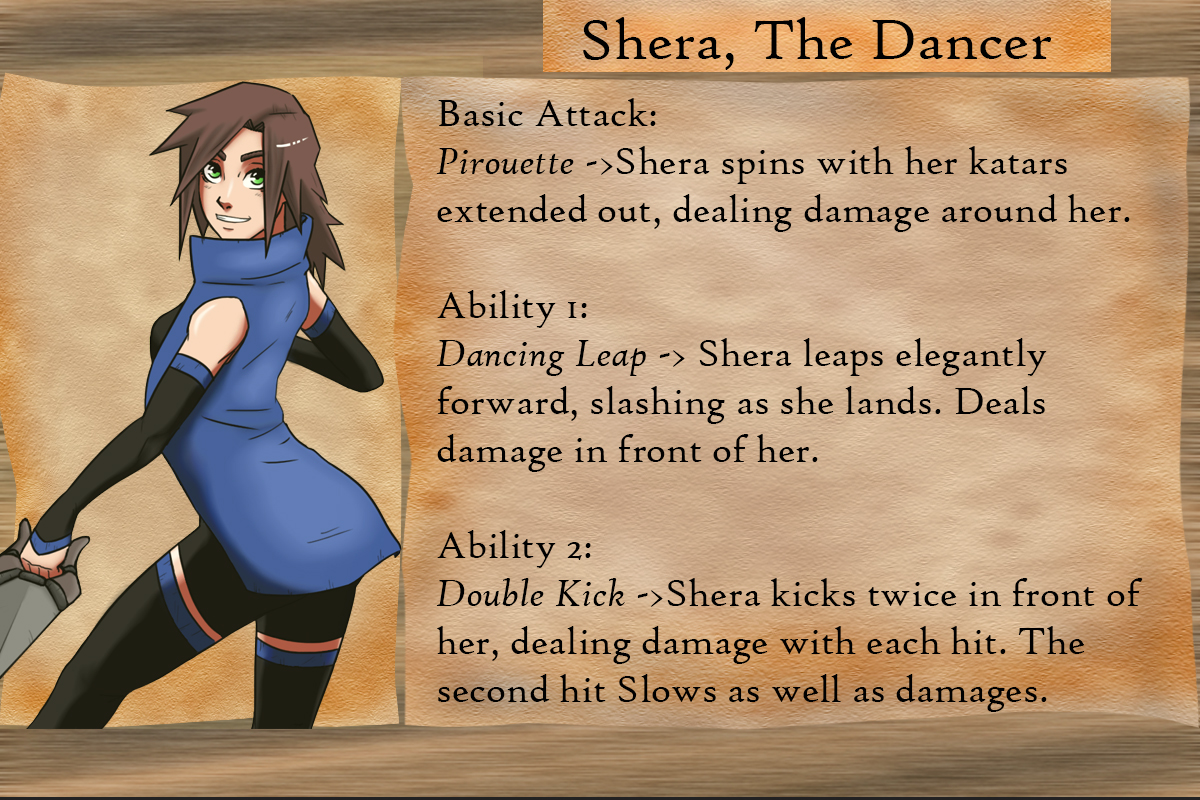 Shera, The Dancer
Basic Attack:
Pirouette ->Shera spins with her katars
extended out, dealing damage around her.
Ability 1:
Dancing Leap -> Shera leaps elegantly
forward, slashing as she lands. Deals
damage in front of her.
Ability 2:
Double Kick ->Shera kicks twice in front of
her, dealing damage with each hit. The
second hit Slows as well as damages.